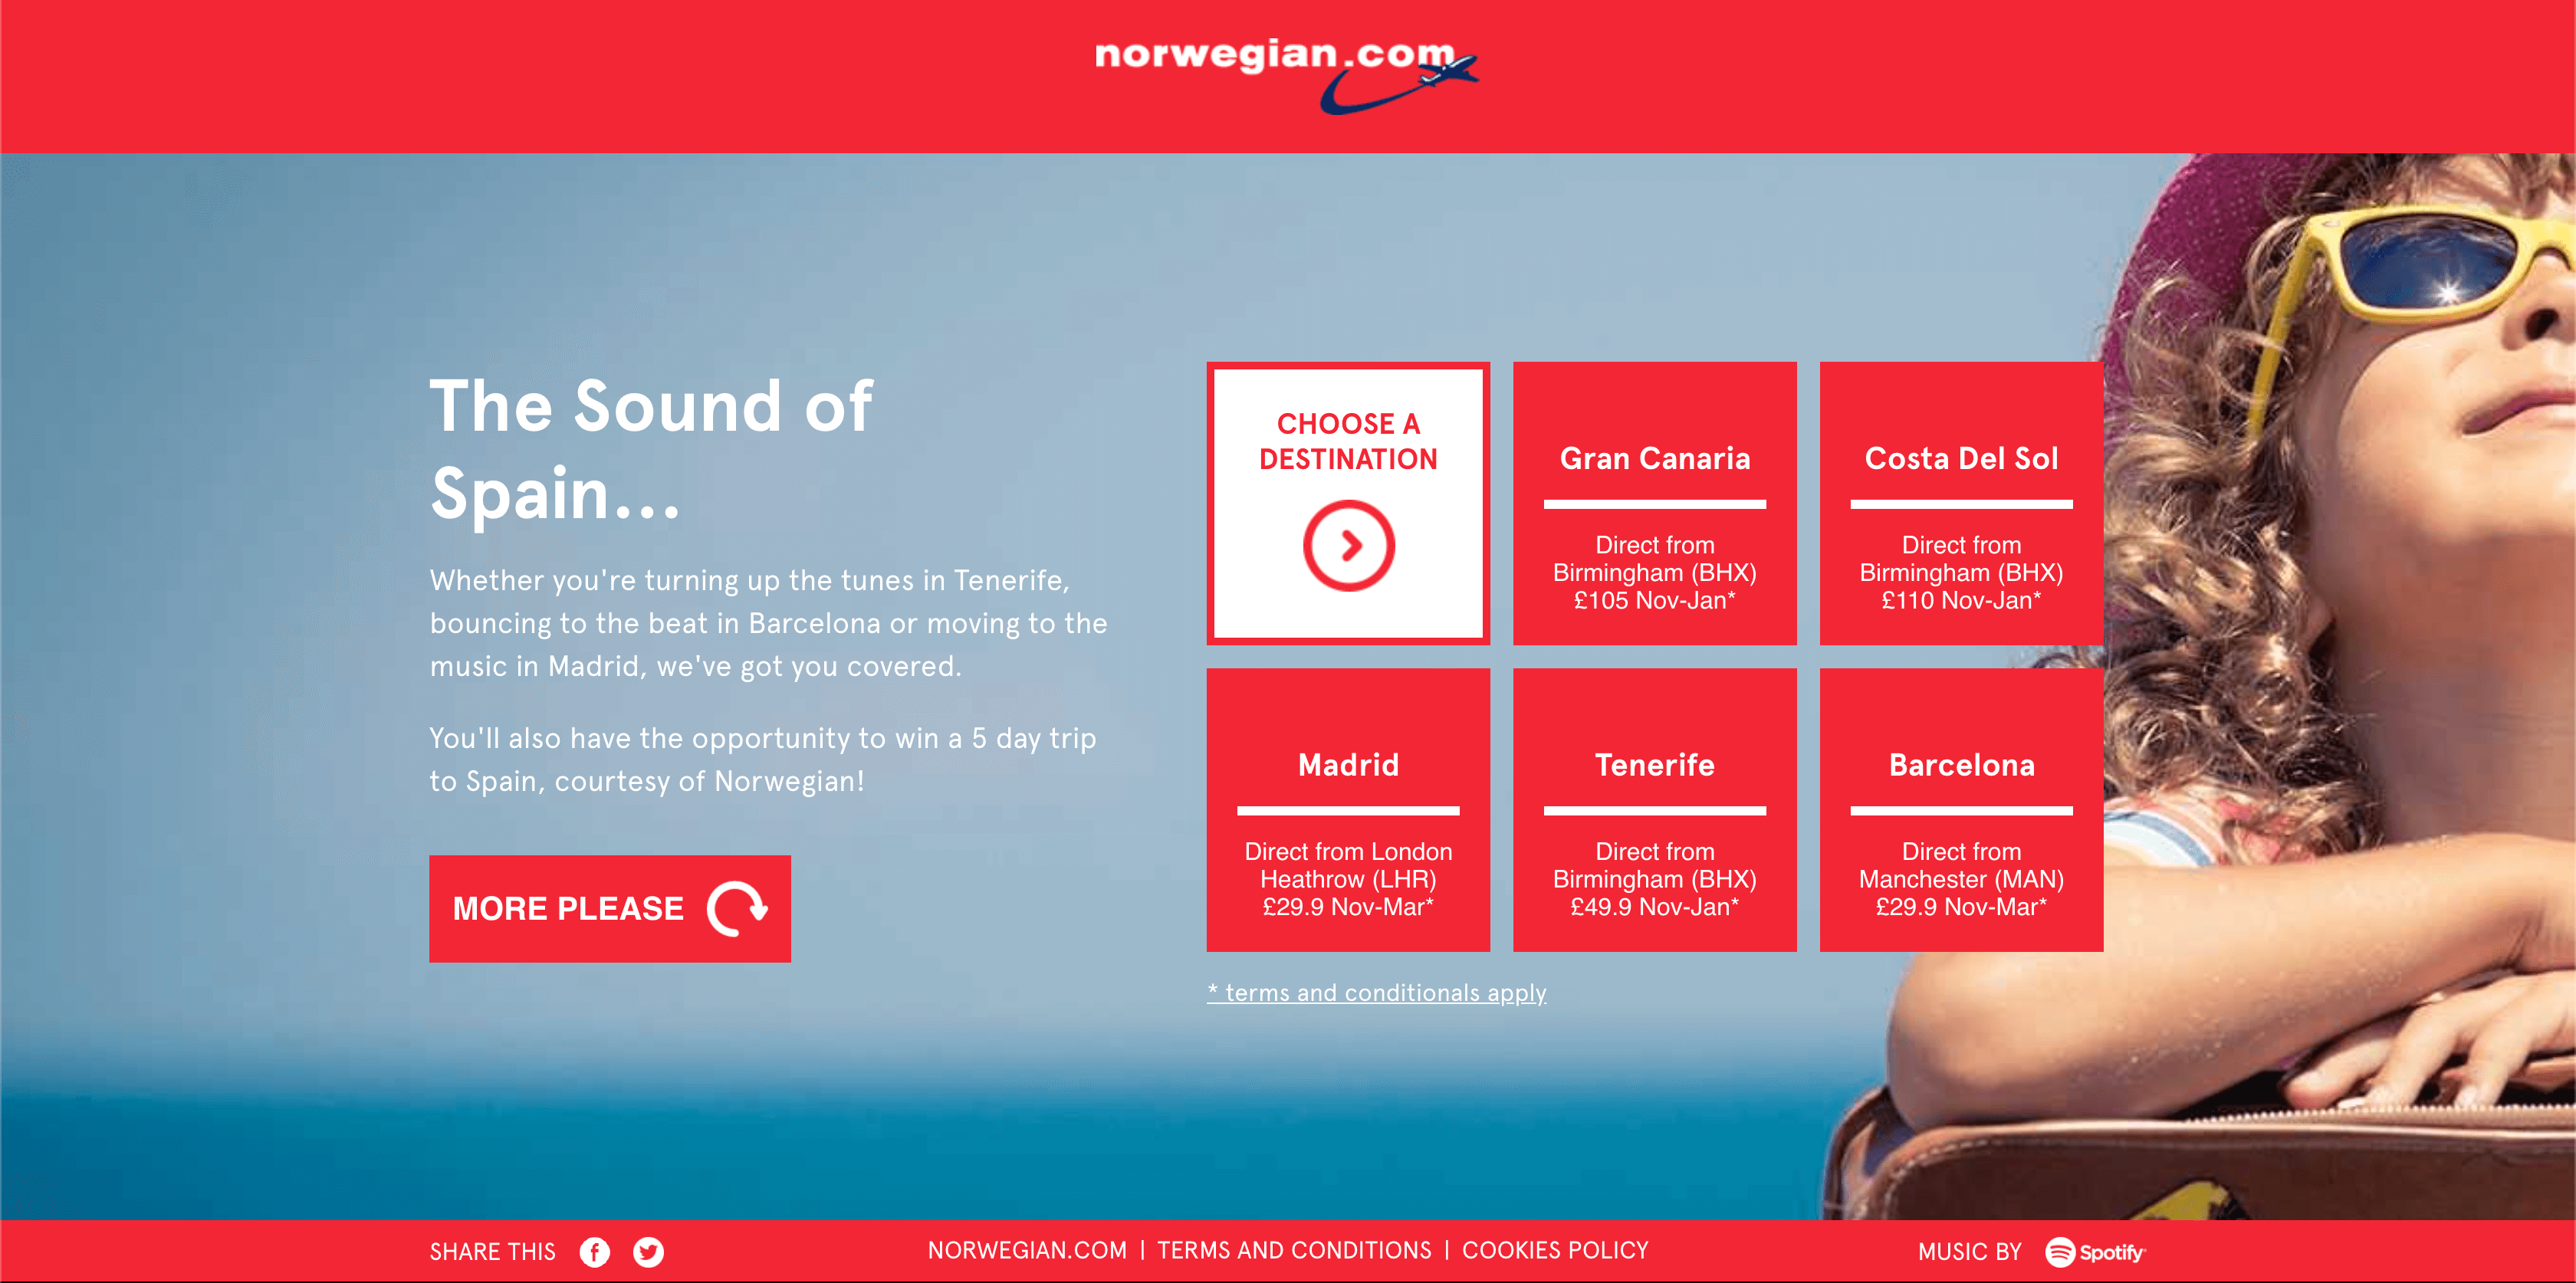 norwegian.com
The Sound of
Spain...
Whether you're turning up the tunes in Tenerife,
bouncing to the beat in Barcelona or moving to the
music in Madrid, we've got you covered.
You'll also have the opportunity to win a 5 day trip
to Spain, courtesy of Norwegian!
MORE PLEASE
CHOOSE A
DESTINATION
Gran Canaria
Direct from
Birmingham (BHX)
£105 Nov-Jan*
Costa Del Sol
Direct from
Birmingham (BHX)
£110 Nov-Jan*
Madrid
Direct from London
Heathrow (LHR)
£29.9 Nov-Mar*
Tenerife
Direct from
Birmingham (BHX)
£49.9 Nov-Jan*
Barcelona
Direct from
Manchester (MAN)
£29.9 Nov-Mar*
* terms and conditionals apply
SHARE THIS
NORWEGIAN.COM | TERMS AND CONDITIONS | COOKIES POLICY
MUSIC BY Spotify